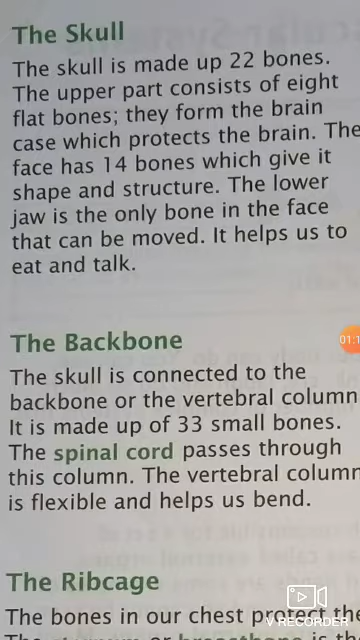 The Skull
The skull is made up 22 bones.
The upper part consists of eight
flat bones; they form the brain
case which protects the brain. The
face has 14 bones which give it
shape and structure. The lower
jaw is the only bone in the face
that can be moved. It helps us to
eat and talk.
The Backbone
01:1
The skull is connected to the
backbone or the vertebral column
It is made up of 33 small bones.
The spinal cord passes through
this column. The vertebral column
is flexible and helps us bend.
The Ribcage
The bones in our chest protect the
V RECORDER